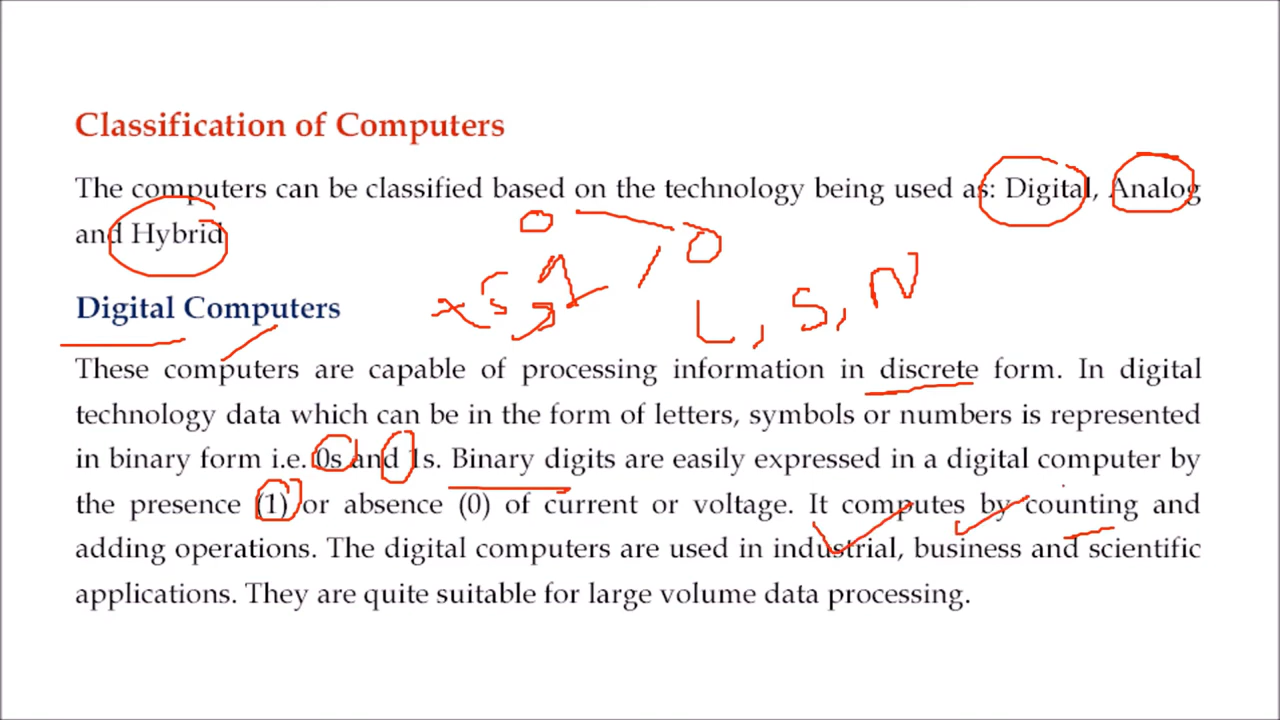 Classification of Computers
The computers can be classified based on the technology being used as: Digital, Analog
and Hybrid
Digital Computers
L, S, N
These computers are capable of processing information in discrete form. In digital
technology data which can be in the form of letters, symbols or numbers is represented
in binary form i.e. 0s and 1s. Binary digits are easily expressed in a digital computer by
the presence (1) or absence (0) of current or voltage. It computes by counting and
adding operations. The digital computers are used in industrial, business and scientific
applications. They are quite suitable for large volume data processing.